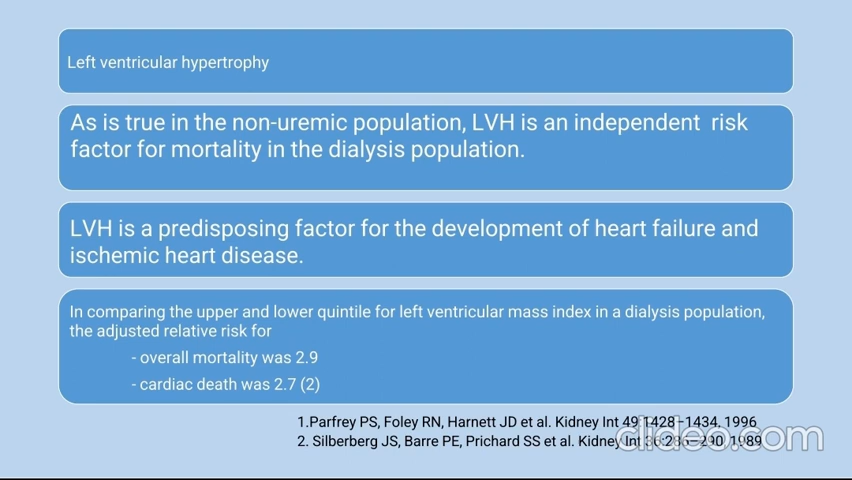 Left ventricular hypertrophy
As is true in the non-uremic population, LVH is an independent  risk
factor for mortality in the dialysis population.
LVH is a predisposing factor for the development of heart failure and
ischemic heart disease.
In comparing the upper and lower quintile for left ventricular mass index in a dialysis population,
the adjusted relative risk for
- overall mortality was 2.9
- cardiac death was 2.7 (2)
1.Parfrey PS, Foley RN, Harnett JD et al. Kidney Int 49:1428–1434, 1996
2. Silberberg JS, Barre PE, Prichard SS et al. Kidney Int 36:286–290, 1989
clideo.com